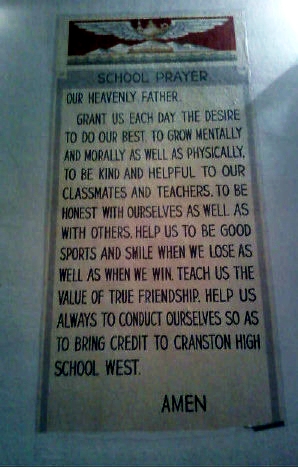 SCHOOL PRAYER
OUR HEAVENLY FATHER.
GRANT US EACH DAY THE DESIRE
TO DO OUR BEST. TO GROW MENTALLY
AND MORALLY AS WELL AS PHYSICALLY.
TO BE KIND AND HELPFUL TO OUR
CLASSMATES AND TEACHERS. TO BE
HONEST WITH OURSELVES AS WELL AS
WITH OTHERS. HELP US TO BE GOOD
SPORTS AND SMILE WHEN WE LOSE AS
WELL AS WHEN WE WIN. TEACH US THE
VALUE OF TRUE FRIENDSHIP. HELP US
ALWAYS TO CONDUCT OURSELVES SO AS
TO BRING CREDIT TO CRANSTON HIGH
SCHOOL WEST.
AMEN